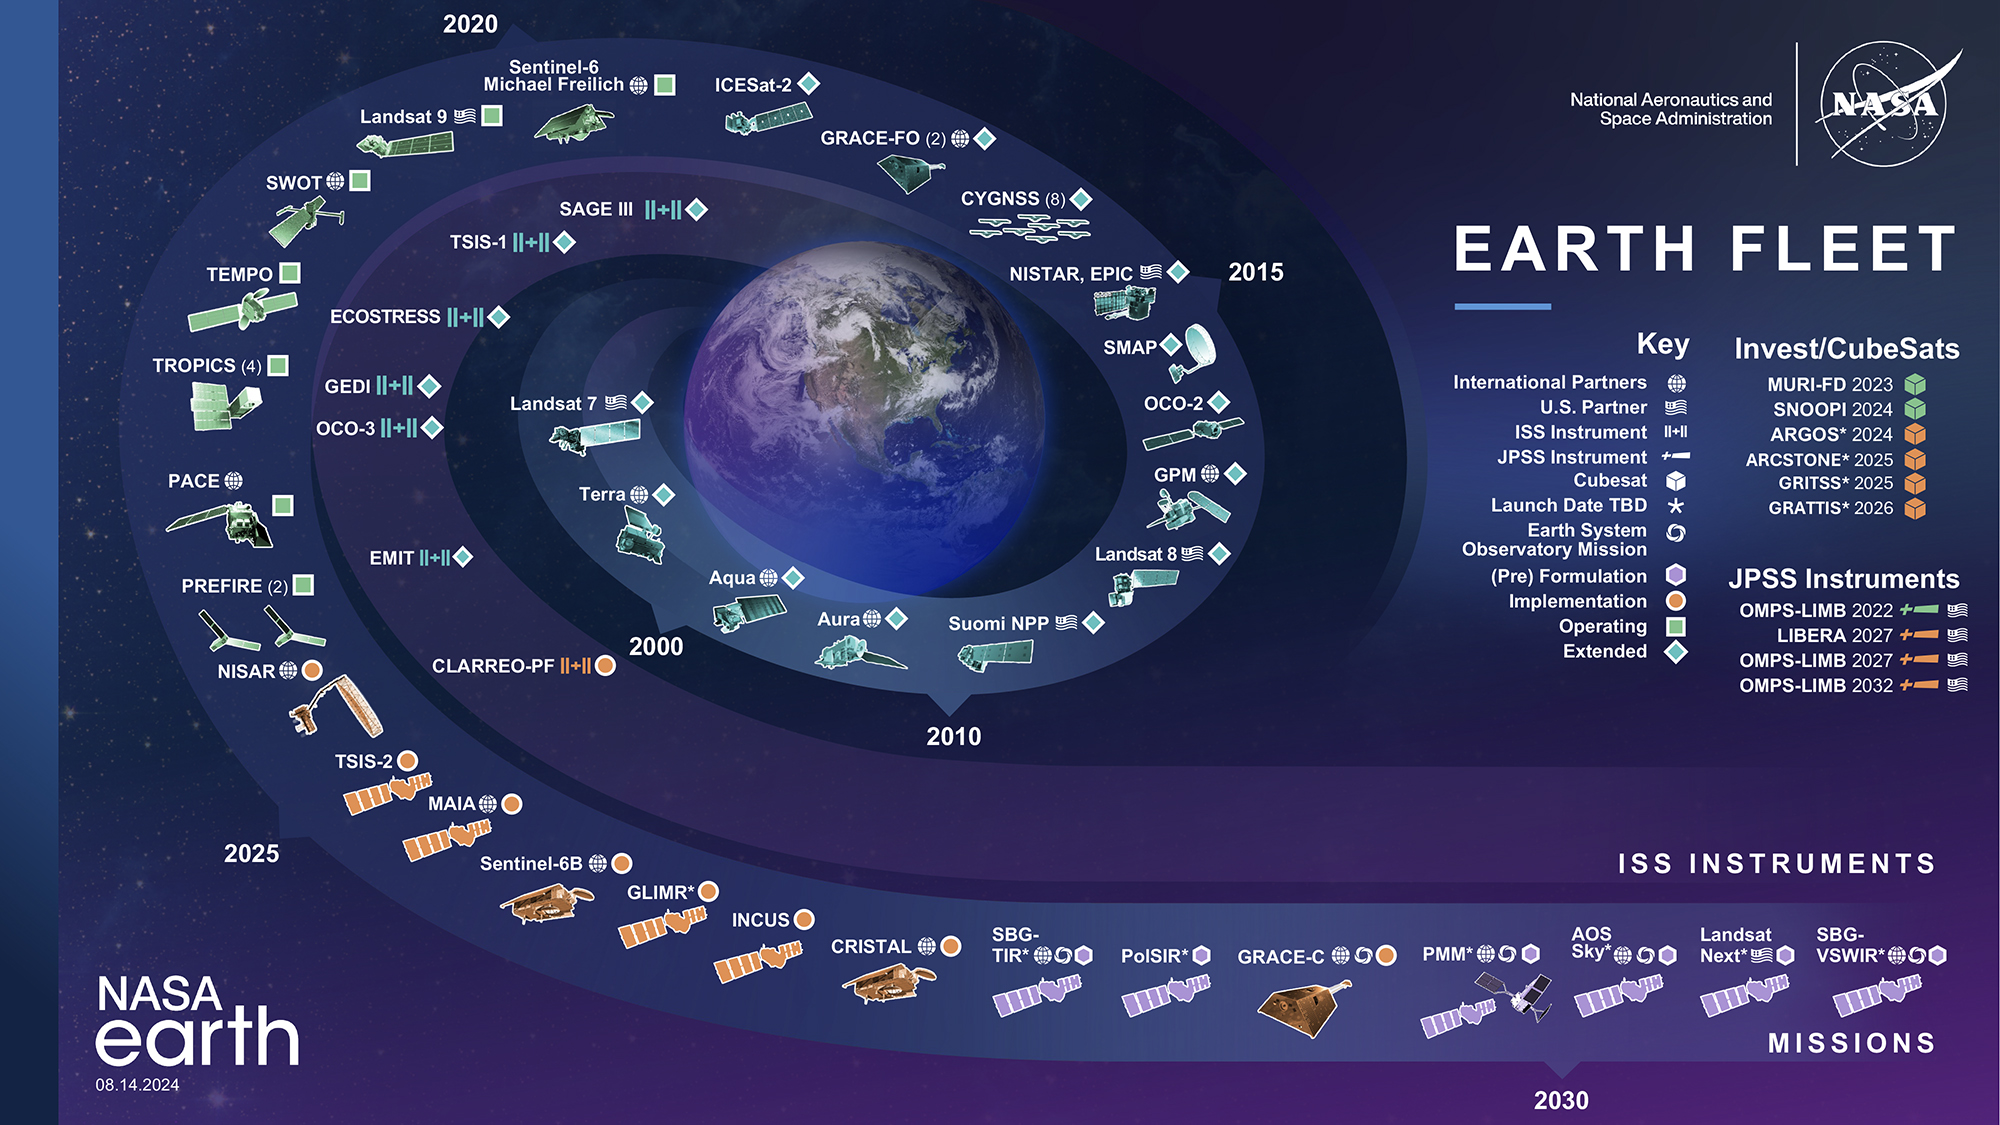 2020
Sentinel-6
Michael Freilich
ICESat-2
Landsat 9
GRACE-FO (2)
SWOT
CYGNSS (8)
SAGE III
TSIS-1
TEMPO
NISTAR, EPIC
2015
ECOSTRESS
SMAP
TROPICS (4)
GEDI
Landsat 7
OCO-2
OCO-3
PACE
GPM
Terra
EMIT
Landsat 8
PREFIRE (2)
Aqua
Aura
Suomi NPP
2000
NISAR
CLARREO-PF
2010
TSIS-2
MAIA
2025
Sentinel-6B
GLIMR*
INCUS
CRISTAL
SBG-
TIR*
PolSIR*
GRACE-C
PMM*
AOS
Sky*
Landsat
Next*
SBG-
VSWIR*
ISS INSTRUMENTS
MISSIONS
2030
National Aeronautics and
Space Administration
NASA
EARTH FLEET
Key
International Partners
U.S. Partner
ISS Instrument
JPSS Instrument
Cubesat
Launch Date TBD
Earth System
Observatory Mission
(Pre) Formulation
Implementation
Operating
Extended
Invest/CubeSats
MURI-FD 2023
SNOOPI 2024
ARGOS* 2024
ARCSTONE* 2025
GRITSS* 2025
GRATTIS* 2026
JPSS Instruments
OMPS-LIMB 2022
LIBERA 2027
OMPS-LIMB 2027
OMPS-LIMB 2032
NASA
earth
08.14.2024